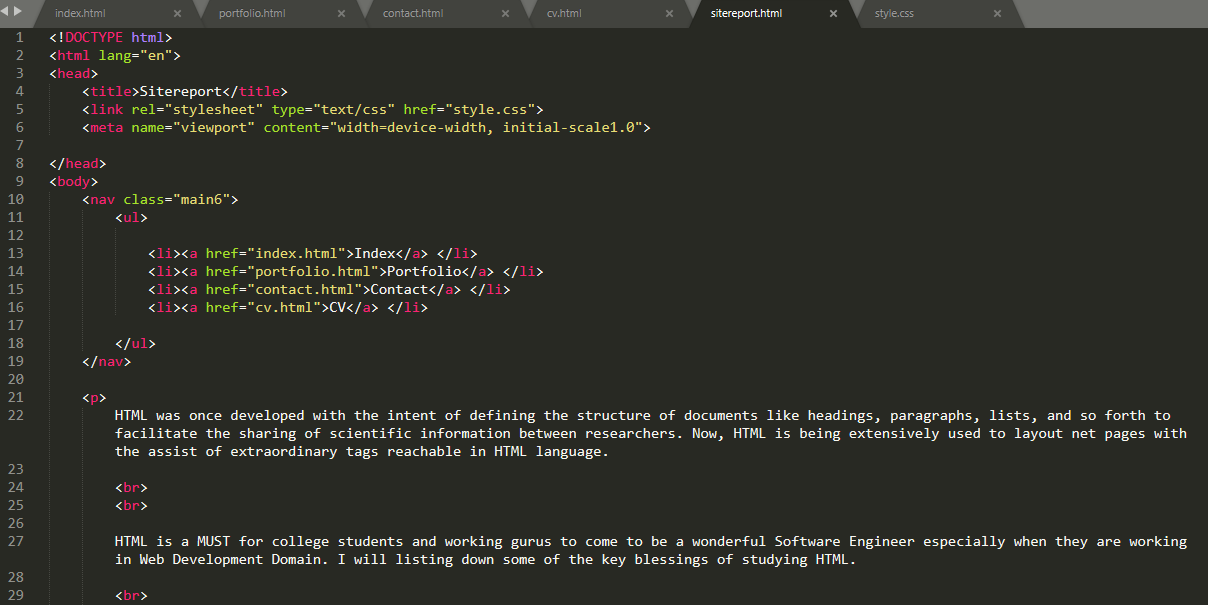 index.html × portfolio.html × contact.html × cv.html × sitereport.html × style.css ×
1 <!DOCTYPE html>
2 <html lang="en">
3 <head>
4 <title>Sitereport</title>
5 <link rel="stylesheet" type="text/css" href="style.css">
6 <meta name="viewport" content="width=device-width, initial-scale1.0">
7
8 </head>
9 <body>
10 <nav class="main6">
11 <ul>
12
13 <li><a href="index.html">Index</a> </li>
14 <li><a href="portfolio.html">Portfolio</a> </li>
15 <li><a href="contact.html">Contact</a> </li>
16 <li><a href="cv.html">CV</a> </li>
17
18 </ul>
19 </nav>
20
21 <p>
22 HTML was once developed with the intent of defining the structure of documents like headings, paragraphs, lists, and so forth to
facilitate the sharing of scientific information between researchers. Now, HTML is being extensively used to layout net pages with
the assist of extraordinary tags reachable in HTML language.
23
24 <br>
25 <br>
26
27 HTML is a MUST for college students and working gurus to come to be a wonderful Software Engineer especially when they are working
in Web Development Domain. I will listing down some of the key blessings of studying HTML.
28
29 <br>